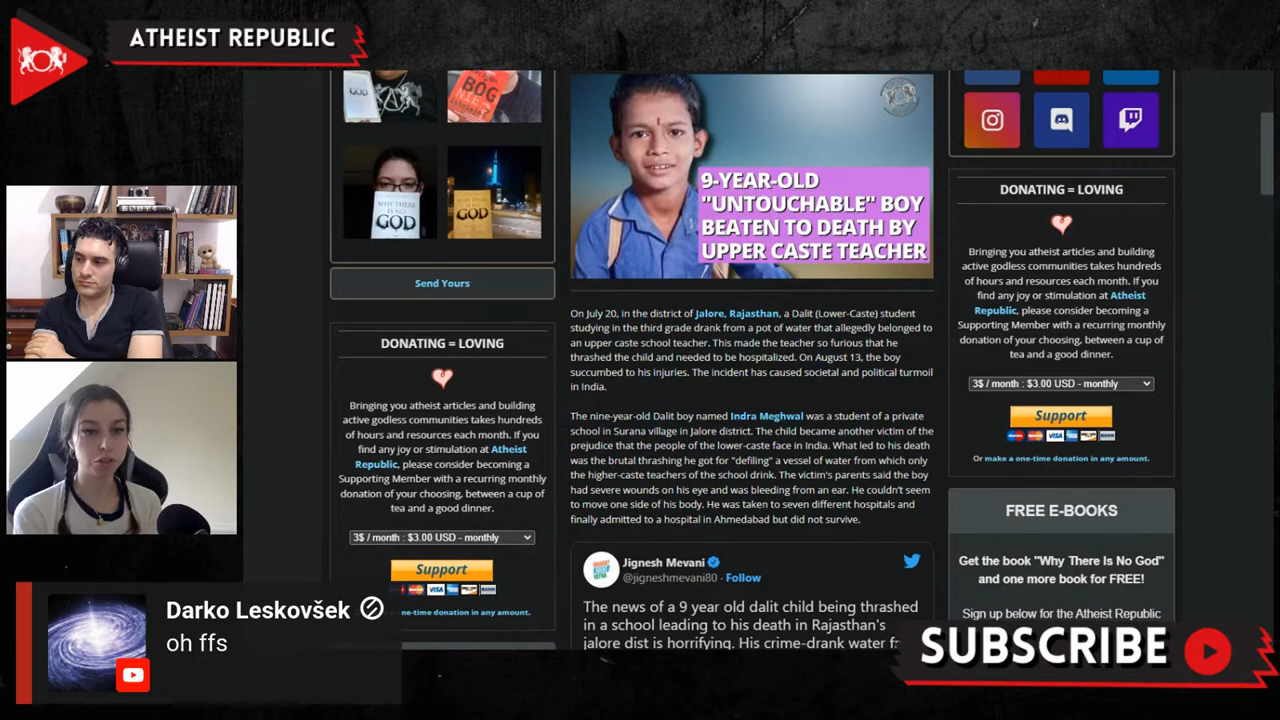 ATHEIST REPUBLIC
GOD
BOG
WHY THERE
IS NO
GOD
GOD
Send Yours
DONATING = LOVING
Bringing you atheist articles and building
active godless communities takes hundreds
of hours and resources each month. If you
find any joy or stimulation at Atheist
Republic, please consider becoming a
Supporting Member with a recurring monthly
donation of your choosing, between a cup of
tea and a good dinner.
3$ / month : $3.00 USD - monthly
Support
VISA
BANK
ne-time donation in any amount.
9-YEAR-OLD
"UNTOUCHABLE" BOY
BEATEN TO DEATH BY
UPPER CASTE TEACHER
On July 20, in the district of Jalore, Rajasthan, a Dalit (Lower-Caste) student
studying in the third grade drank from a pot of water that allegedly belonged to
an upper caste school teacher. This made the teacher so furious that he
thrashed the child and needed to be hospitalized. On August 13, the boy
succumbed to his injuries. The incident has caused societal and political turmoil
in India.
The nine-year-old Dalit boy named Indra Meghwal was a student of a private
school in Surana village in Jalore district. The child became another victim of the
prejudice that the people of the lower-caste face in India. What led to his death
was the brutal thrashing he got for "defiling" a vessel of water from which only
the higher-caste teachers of the school drink. The victim's parents said the boy
had severe wounds on his eye and was bleeding from an ear. He couldn't seem
to move one side of his body. He was taken to seven different hospitals and
finally admitted to a hospital in Ahmedabad but did not survive.
Jignesh Mevani
@jigneshmevani80 · Follow
The news of a 9 year old dalit child being thrashed
in a school leading to his death in Rajasthan's
jalore dist is horrifying. His crime-drank water
DONATING = LOVING
Bringing you atheist articles and building
active godless communities takes hundreds
of hours and resources each month. If you
find any joy or stimulation at Atheist
Republic, please consider becoming a
Supporting Member with a recurring monthly
donation of your choosing, between a cup of
tea and a good dinner.
3$ / month : $3.00 USD - monthly
Support
VISA
BANK
Or make a one-time donation in any amount.
FREE E-BOOKS
Get the book "Why There Is No God"
and one more book for FREE!
Sign up below for the Atheist Republic
Darko Leskovšek
oh ffs
SUBSCRIBE